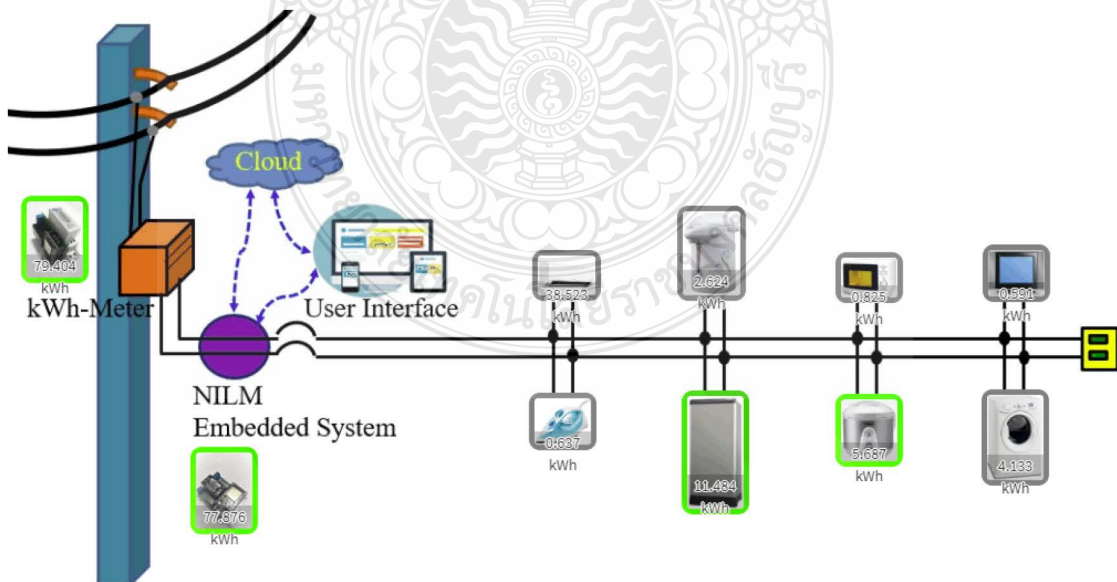 Cloud
79.404
kWh
kWh-Meter
User Interface
NILM
Embedded System
77.876
kWh
38.523
kWh
2.624
kWh
0.825
kWh
0.591
kWh
0.637
kWh
11.484
kWh
5.687
kWh
4.133
kWh